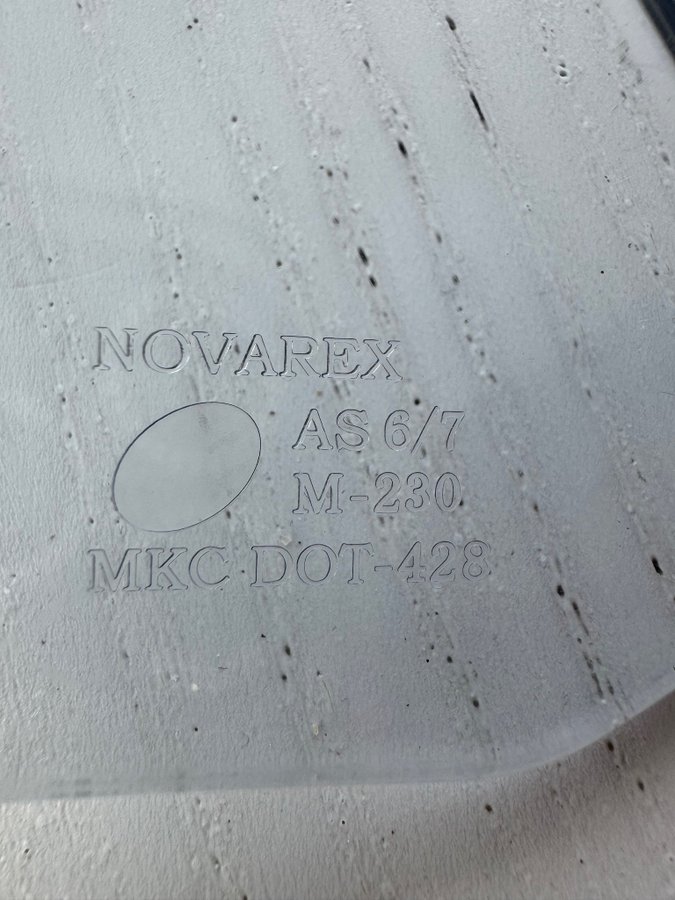 NOVAREX
AS 6/7
M-230
MKC DOT-428